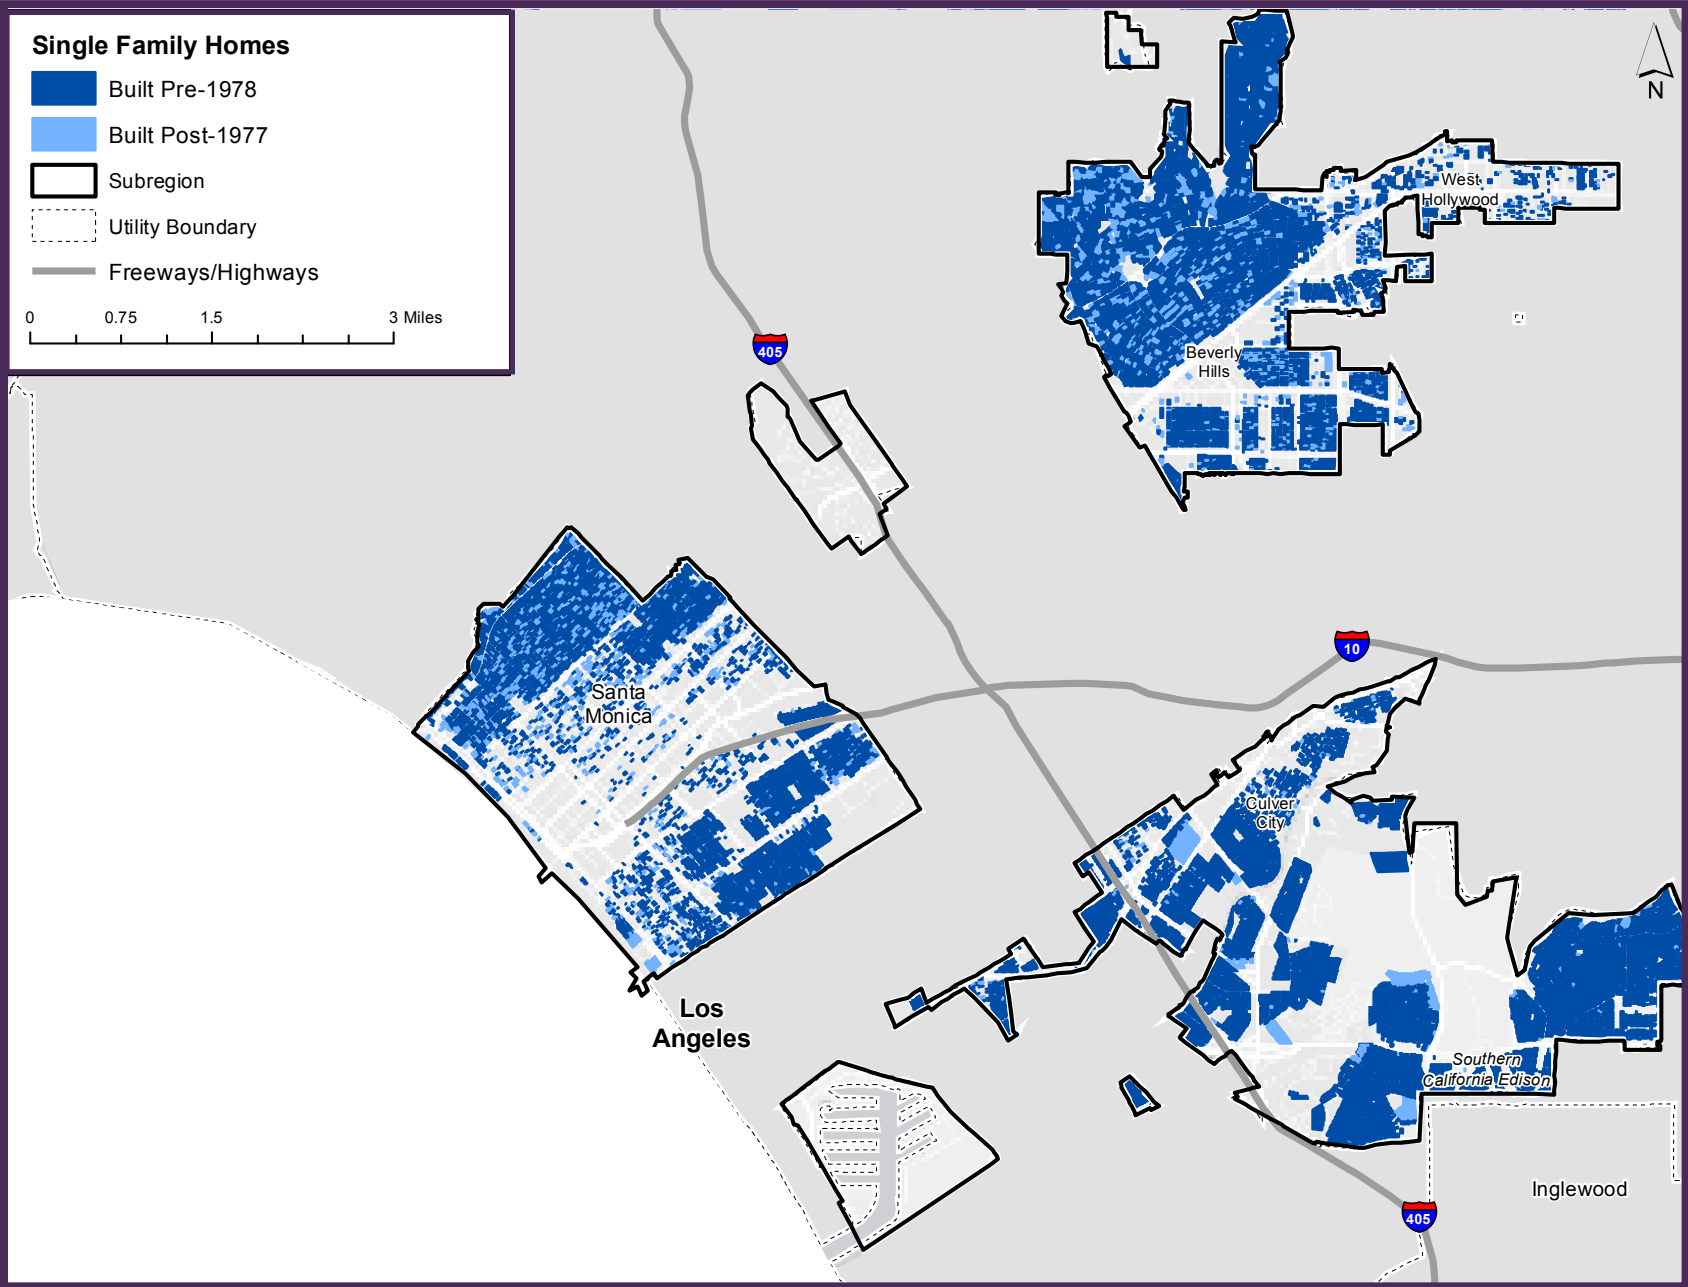 Single Family Homes
Built Pre-1978
Built Post-1977
Subregion
Utility Boundary
Freeways/Highways
0 0.75 1.5 3 Miles
N
West
Hollywood
405
Beverly
Hills
10
Santa
Monica
Culver
City
Los
Angeles
Southern
California Edison
Inglewood
405